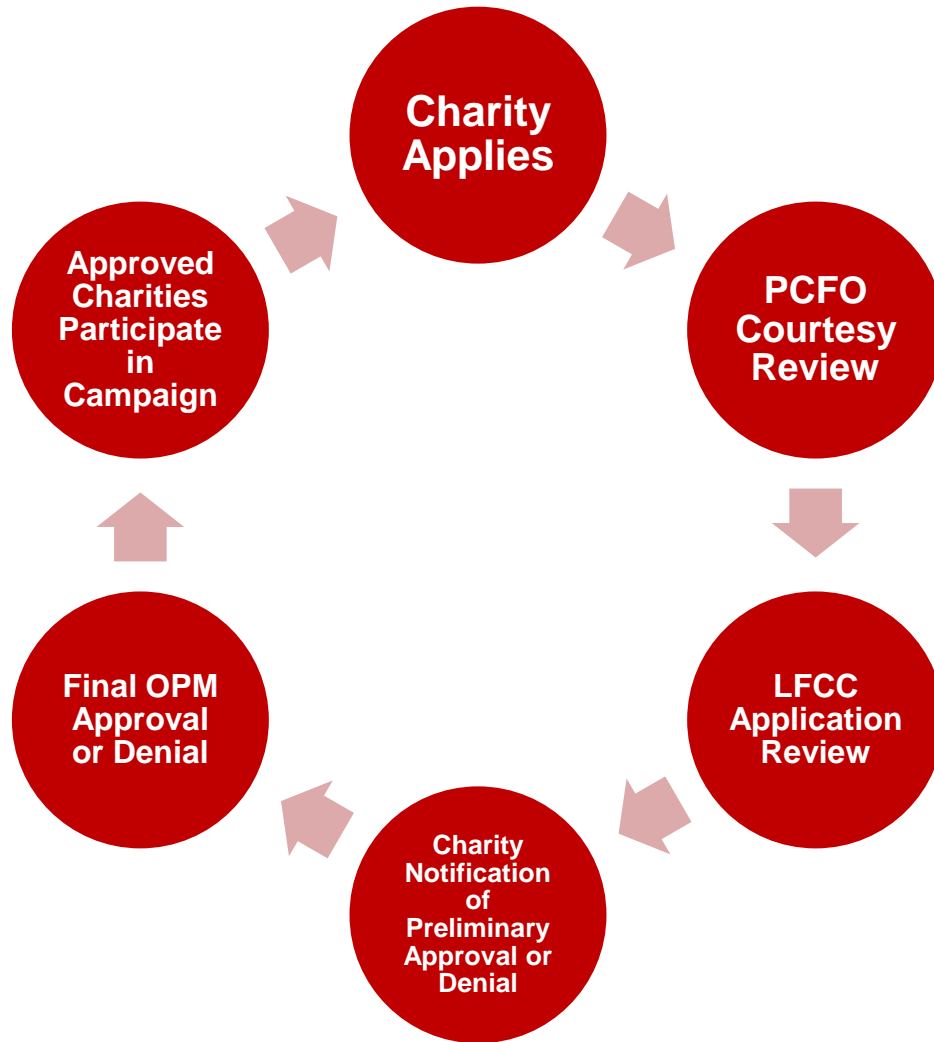 Charity
Applies
PCFO
Courtesy
Review
LFCC
Application
Review
Charity
Notification
of
Preliminary
Approval or
Denial
Final OPM
Approval
or Denial
Approved
Charities
Participate
in
Campaign